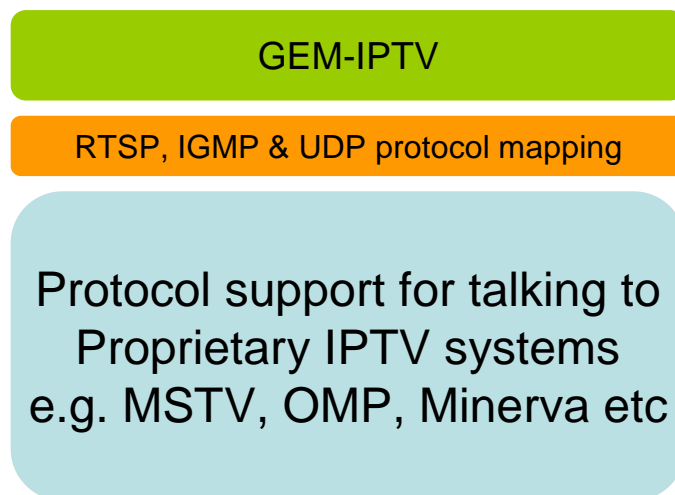 GEM-IPTV
RTSP, IGMP & UDP protocol mapping
Protocol support for talking to
Proprietary IPTV systems
e.g. MSTV, OMP, Minerva etc